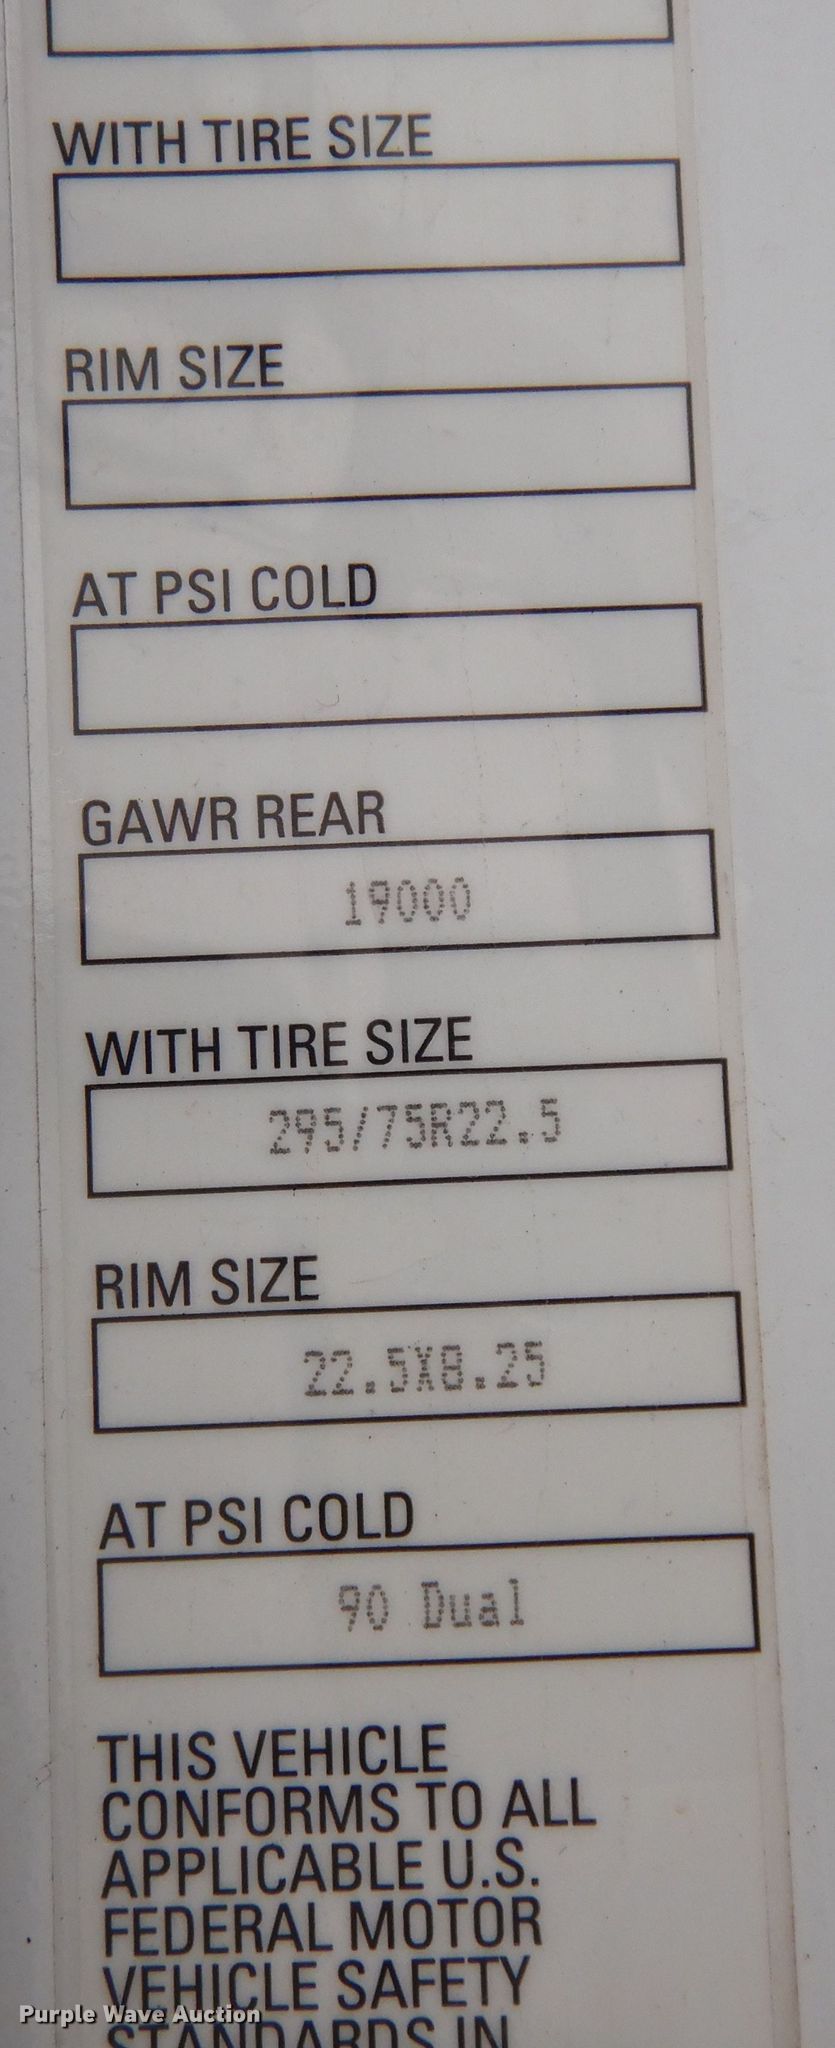 WITH TIRE SIZE
RIM SIZE
AT PSI COLD
GAWR REAR
19000
WITH TIRE SIZE
295/75R22.5
RIM SIZE
22.5X8.25
AT PSI COLD
90 Dual
THIS VEHICLE
CONFORMS TO ALL
APPLICABLE U.S.
FEDERAL MOTOR
VEHICLE SAFETY
STANDARDS IN
Purple Wave Auction